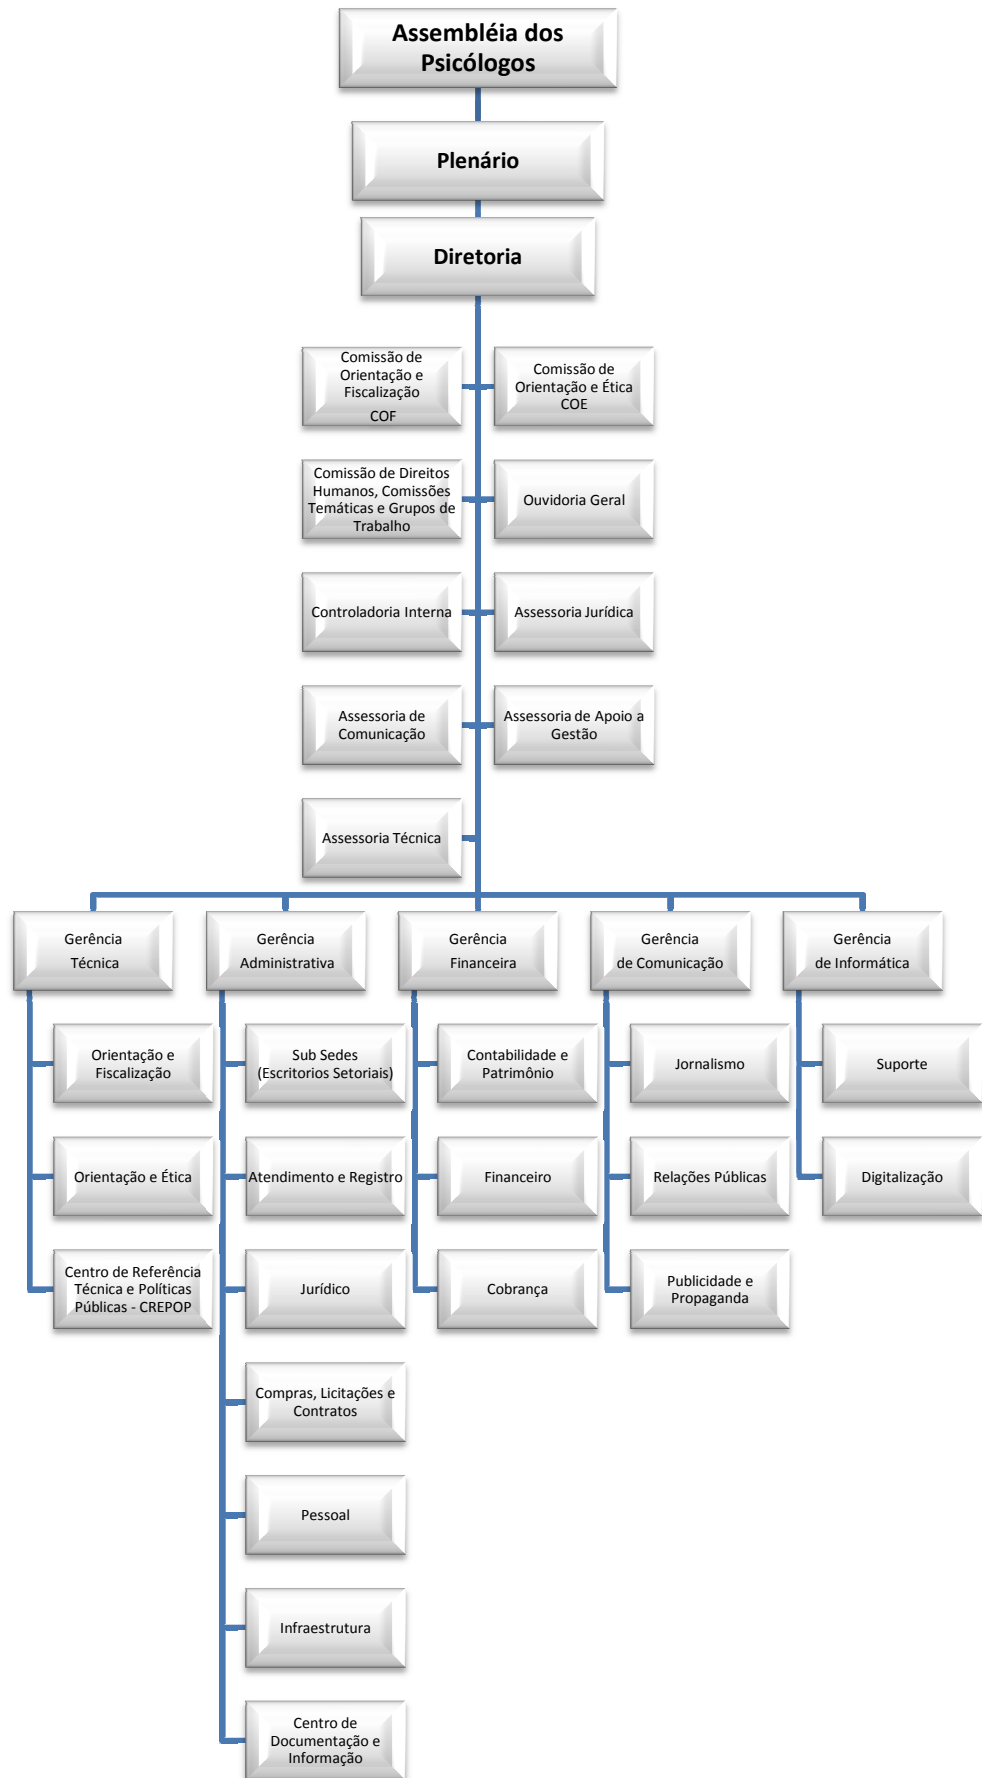 Assembléia dos
Psicólogos
Plenário
Diretoria
Comissão de
Orientação e
Fiscalização
COF
Comissão de
Orientação e Ética
COE
Comissão de Direitos
Humanos, Comissões
Temáticas e Grupos de
Trabalho
Ouvidoria Geral
Controladoria Interna
Assessoria Jurídica
Assessoria de
Comunicação
Assessoria de Apoio a
Gestão
Assessoria Técnica
Gerência
Técnica
Gerência
Administrativa
Gerência
Financeira
Gerência
de Comunicação
Gerência
de Informática
Orientação e
Fiscalização
Sub Sedes
(Escritorios Setoriais)
Contabilidade e
Patrimônio
Jornalismo
Suporte
Orientação e Ética
Atendimento e Registro
Financeiro
Relações Públicas
Digitalização
Centro de Referência
Técnica e Políticas
Públicas - CREPOP
Jurídico
Cobrança
Publicidade e
Propaganda
Compras, Licitações e
Contratos
Pessoal
Infraestrutura
Centro de
Documentação e
Informação